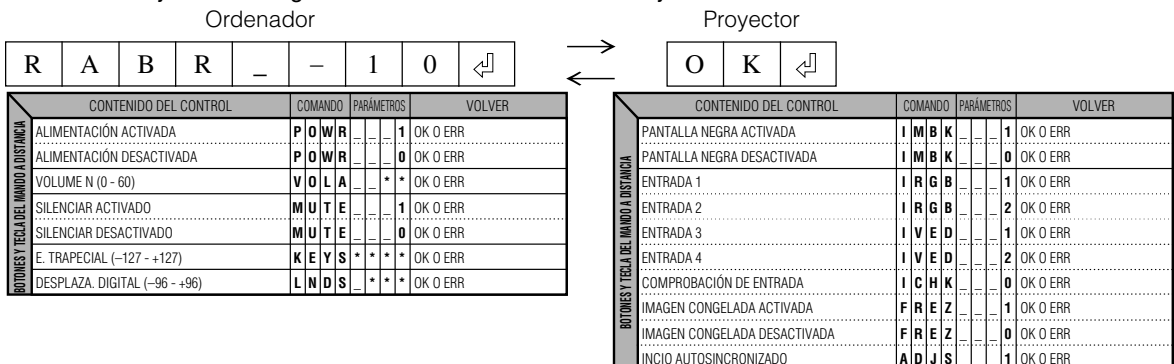 Ordenador
Proyector
R A B R _ – 1 0 ⏎
O K ⏎
CONTENIDO DEL CONTROL COMANDO PARÁMETROS VOLVER
BOTONES Y TECLA DEL MANDO A DISTANCIA
ALIMENTACIÓN ACTIVADA P O W R _ _ _ 1 OK O ERR
ALIMENTACIÓN DESACTIVADA P O W R _ _ _ 0 OK O ERR
VOLUME N (0 - 60) V O L A _ _ * * OK O ERR
SILENCIAR ACTIVADO M U T E _ _ _ 1 OK O ERR
SILENCIAR DESACTIVADO M U T E _ _ _ 0 OK O ERR
E. TRAPECIAL (–127 - +127) K E Y S * * * * OK O ERR
DESPLAZA. DIGITAL (–96 - +96) L N D S _ * * * OK O ERR
CONTENIDO DEL CONTROL COMANDO PARÁMETROS VOLVER
BOTONES Y TECLA DEL MANDO A DISTANCIA
PANTALLA NEGRA ACTIVADA I M B K _ _ _ 1 OK O ERR
PANTALLA NEGRA DESACTIVADA I M B K _ _ _ 0 OK O ERR
ENTRADA 1 I R G B _ _ _ 1 OK O ERR
ENTRADA 2 I R G B _ _ _ 2 OK O ERR
ENTRADA 3 I V E D _ _ _ 1 OK O ERR
ENTRADA 4 I V E D _ _ _ 2 OK O ERR
COMPROBACIÓN DE ENTRADA I C H K _ _ _ 0 OK O ERR
IMAGEN CONGELADA ACTIVADA F R E Z _ _ _ 1 OK O ERR
IMAGEN CONGELADA DESACTIVADA F R E Z _ _ _ 0 OK O ERR
INCIO AUTOSINCRONIZADO A D J S _ _ _ 1 OK O ERR